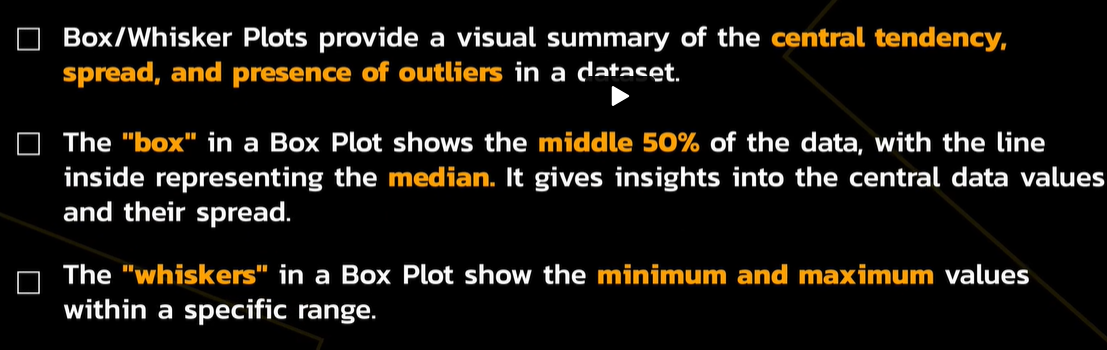 Box/Whisker Plots provide a visual summary of the central tendency,
spread, and presence of outliers in a dataset.
The "box" in a Box Plot shows the middle 50% of the data, with the line
inside representing the median. It gives insights into the central data values
and their spread.
The "whiskers" in a Box Plot show the minimum and maximum values
within a specific range.